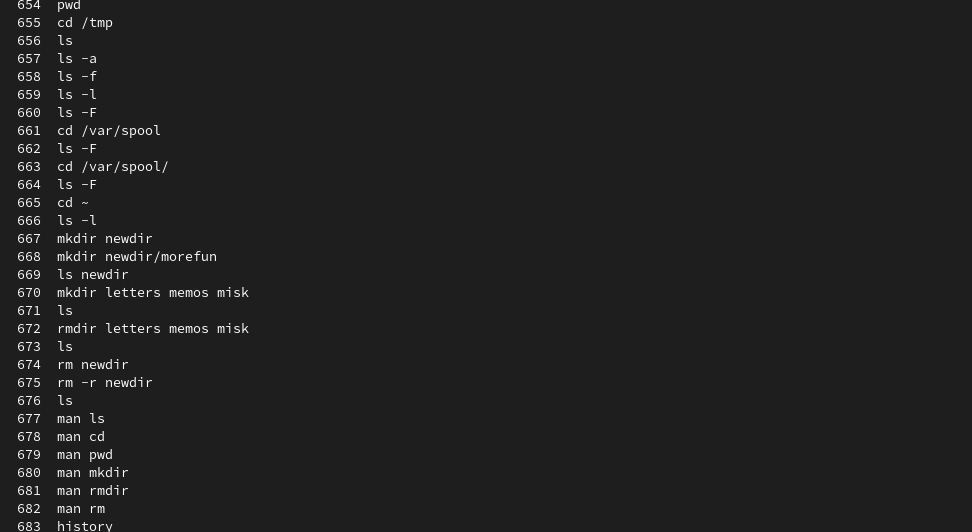 654 pwd
655 cd /tmp
656 ls
657 ls -a
658 ls -f
659 ls -l
660 ls -F
661 cd /var/spool
662 ls -F
663 cd /var/spool/
664 ls -F
665 cd ~
666 ls -l
667 mkdir newdir
668 mkdir newdir/morefun
669 ls newdir
670 mkdir letters memos misk
671 ls
672 rmdir letters memos misk
673 ls
674 rm newdir
675 rm -r newdir
676 ls
677 man ls
678 man cd
679 man pwd
680 man mkdir
681 man rmdir
682 man rm
683 history